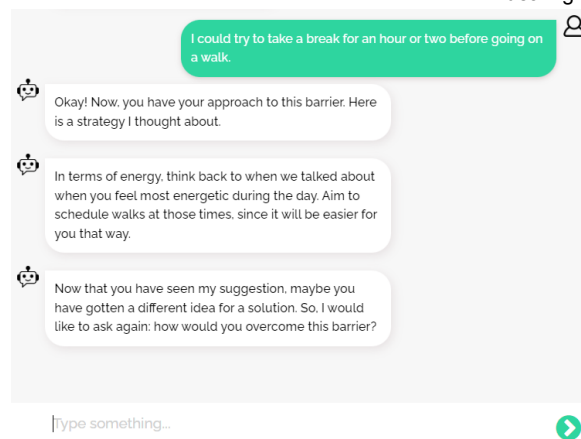 I could try to take a break for an hour or two before going on
a walk.
Okay! Now, you have your approach to this barrier. Here
is a strategy I thought about.
In terms of energy, think back to when we talked about
when you feel most energetic during the day. Aim to
schedule walks at those times, since it will be easier for
you that way.
Now that you have seen my suggestion, maybe you
have gotten a different idea for a solution. So, I would
like to ask again: how would you overcome this barrier?
Type something...